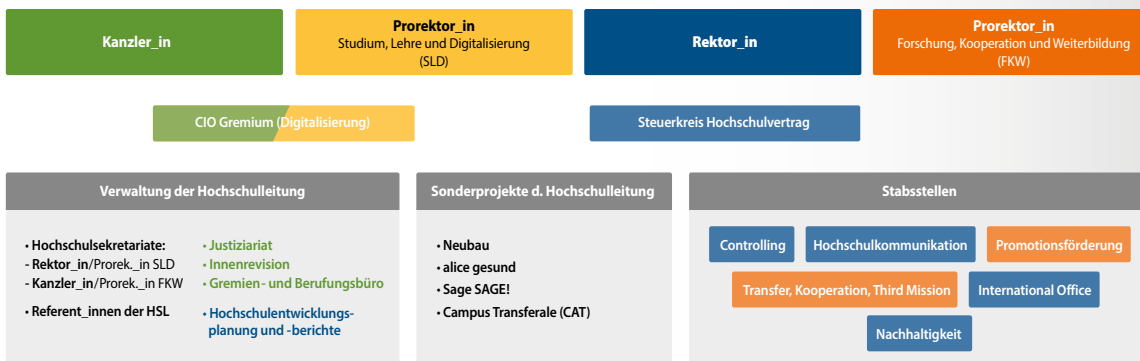 Kanzler_in
Prorektor_in
Studium, Lehre und Digitalisierung
(SLD)
Rektor_in
Prorektor_in
Forschung, Kooperation und Weiterbildung
(FKW)
CIO Gremium (Digitalisierung)
Steuerkreis Hochschulvertrag
Verwaltung der Hochschulleitung
• Hochschulsekretariate:
- Rektor_in/Prorek._in SLD
- Kanzler_in/Prorek._in FKW
• Referent_innen der HSL
• Justiziariat
• Innenrevision
• Gremien- und Berufungsbüro
• Hochschulentwicklungs-
planung und -berichte
Sonderprojekte d. Hochschulleitung
• Neubau
• alice gesund
• Sage SAGE!
• Campus Transferale (CAT)
Stabsstellen
Controlling
Hochschulkommunikation
Promotionsförderung
Transfer, Kooperation, Third Mission
International Office
Nachhaltigkeit